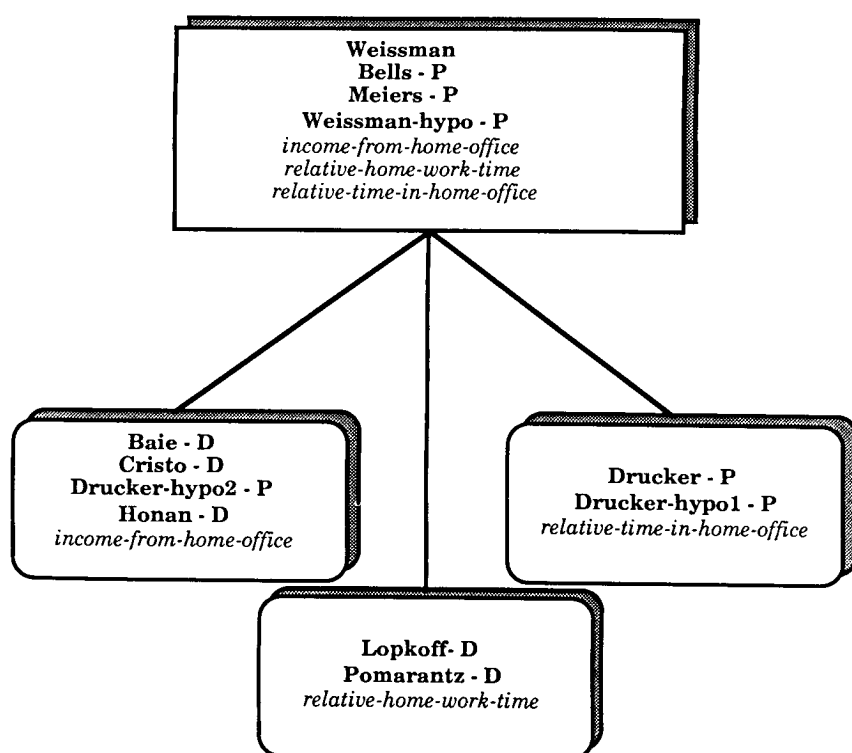 Weissman
Bells - P
Meiers - P
Weissman-hypo - P
income-from-home-office
relative-home-work-time
relative-time-in-home-office
Baie - D
Cristo - D
Drucker-hypo2 - P
Honan - D
income-from-home-office
Drucker - P
Drucker-hypo1 - P
relative-time-in-home-office
Lopkoff- D
Pomarantz - D
relative-home-work-time